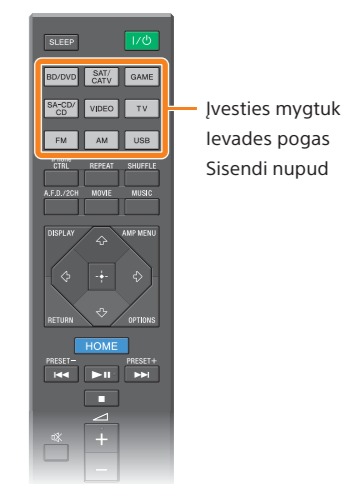 SLEEP
I/⏻
BD/DVD
SAT/
CATV
GAME
SA-CD/
CD
VIDEO
TV
FM
AM
USB
CTRL
REPEAT
SHUFFLE
A.F.D./2CH
MOVIE
MUSIC
DISPLAY
AMP MENU
RETURN
OPTIONS
HOME
PRESET−
PRESET+
+
−
Įvesties mygtuk
Ievades pogas
Sisendi nupud